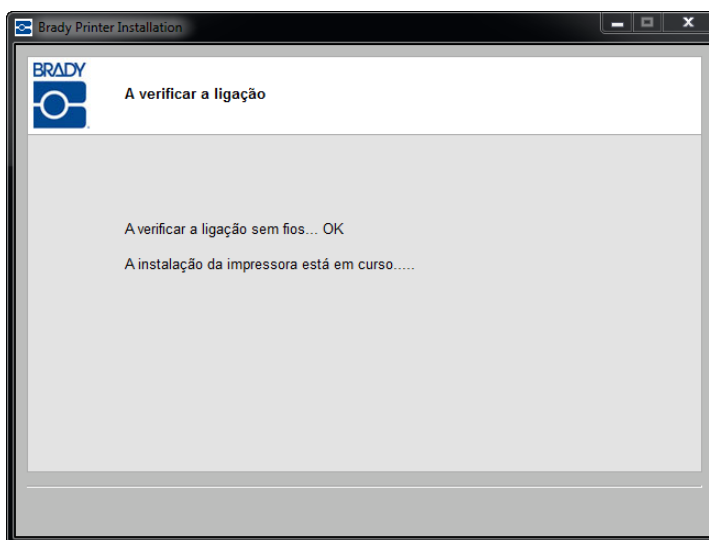 Brady Printer Installation
BRADY
A verificar a ligação
A verificar a ligação sem fios... OK
A instalação da impressora está em curso.....